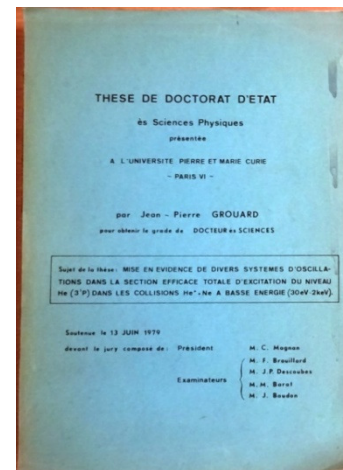 THESE DE DOCTORAT D'ETAT
ès Sciences Physiques
présentée
A L'UNIVERSITE PIERRE ET MARIE CURIE
- PARIS VI -
par Jean - Pierre GROUARD
pour obtenir le grade de DOCTEUR ès SCIENCES
Sujet de la thèse: MISE EN EVIDENCE DE DIVERS SYSTEMES D'OSCILLA-
TIONS DANS LA SECTION EFFICACE TOTALE D'EXCITATION DU NIVEAU
He (3¹P) DANS LES COLLISIONS He⁺- Ne A BASSE ENERGIE (30eV-2keV).
Soutenue le 13 JUIN 1979
devant le jury composé de: Président M. C. Magnan
Examinateurs M. F. Brouillard
M. J.P. Descoubes
M. M. Barat
M. J. Baudon